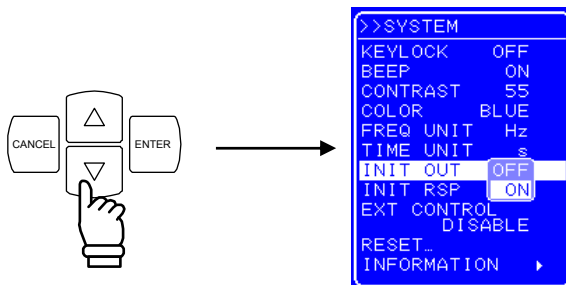 CANCEL
ENTER
>>SYSTEM
KEYLOCK OFF
BEEP ON
CONTRAST 55
COLOR BLUE
FREQ UNIT Hz
TIME UNIT s
INIT OUT OFF
INIT RSP ON
EXT CONTROL
DISABLE
RESET…
INFORMATION